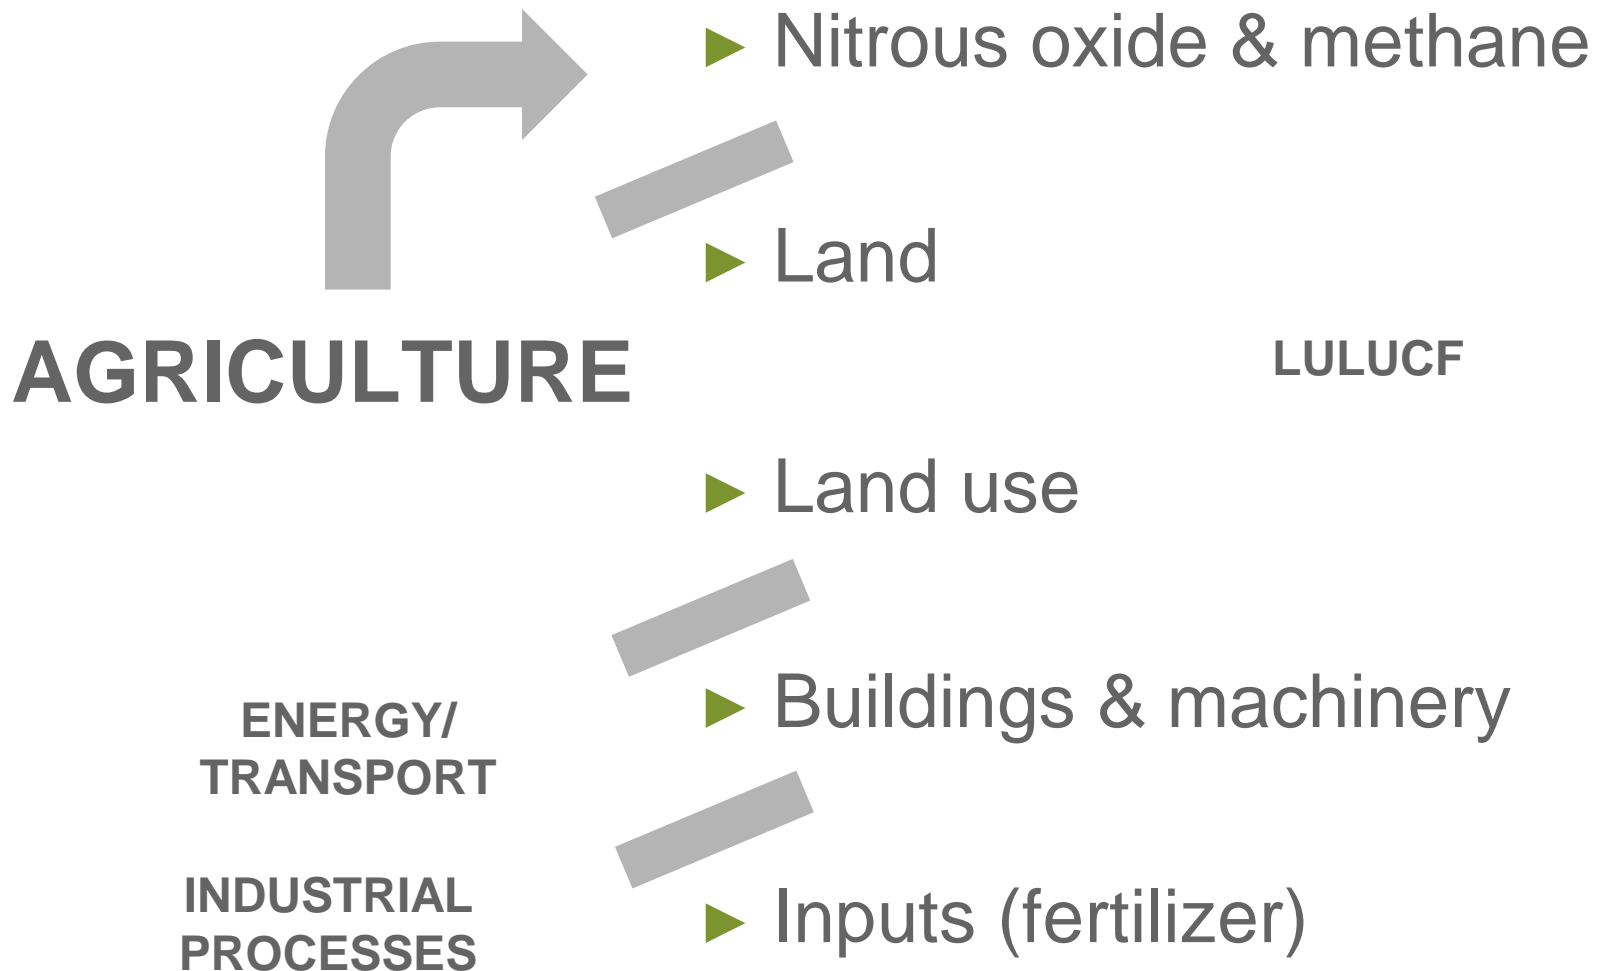 ► Nitrous oxide & methane
► Land
AGRICULTURE
LULUCF
► Land use
► Buildings & machinery
ENERGY/
TRANSPORT
► Inputs (fertilizer)
INDUSTRIAL
PROCESSES